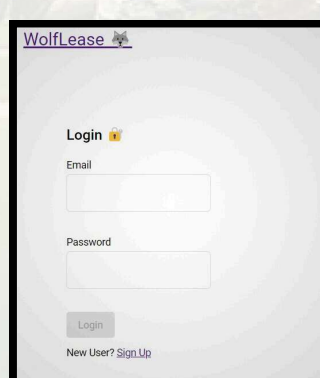 WolfLease 🐺
Login 🔐
Email
Password
Login
New User? Sign Up